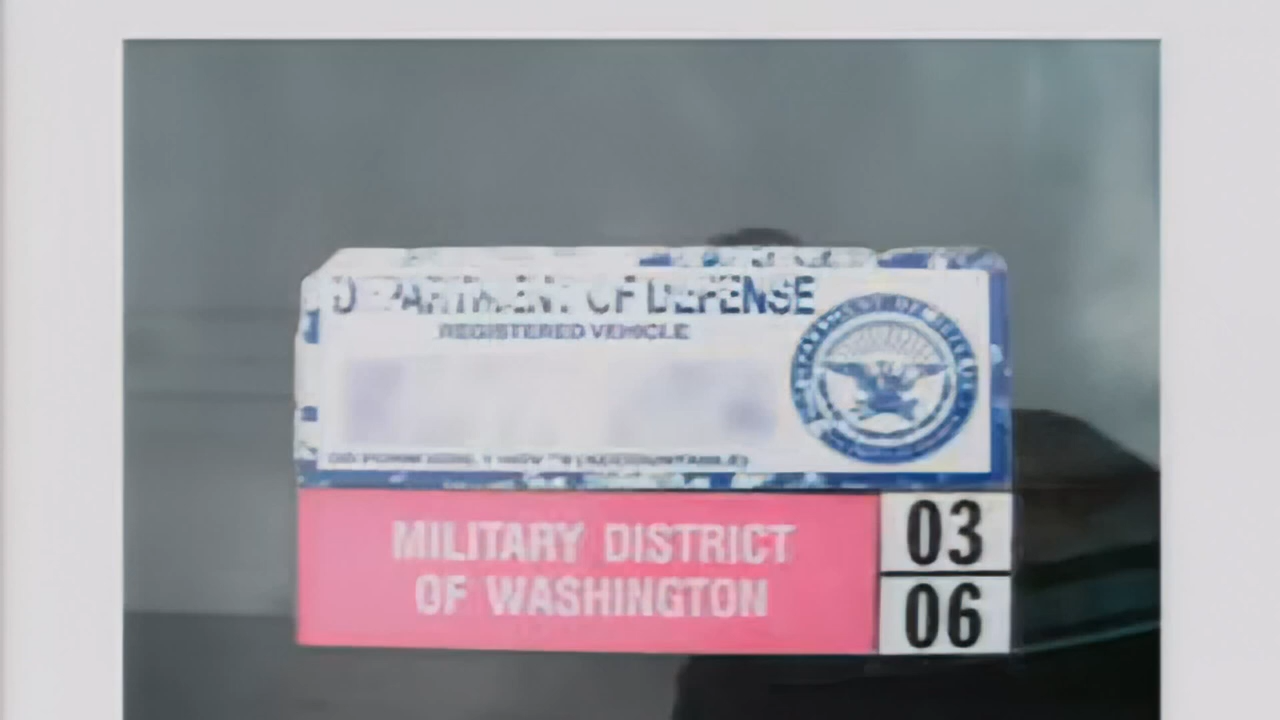 DEPARTMENT OF DEFENSE
REGISTERED VEHICLE
MILITARY DISTRICT
OF WASHINGTON
03
06